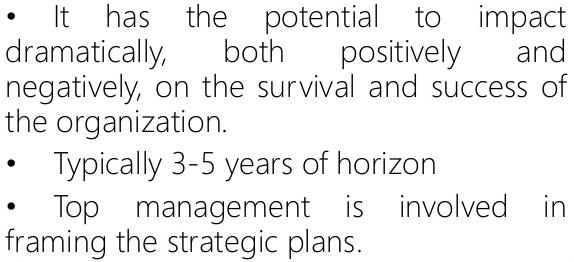 • It has the potential to impact
dramatically, both positively and
negatively, on the survival and success of
the organization.
• Typically 3-5 years of horizon
• Top management is involved in
framing the strategic plans.